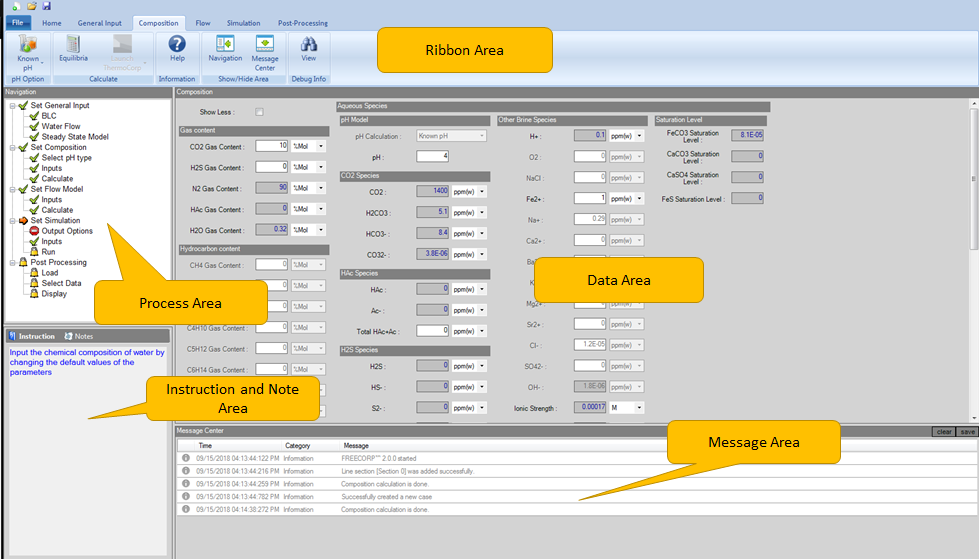 File Home General Input Composition Flow Simulation Post-Processing
Known pH
Equilibria
Launch ThermoCorp
Help
Navigation
Message Center
View
pH Option Calculate Information Show/Hide Area Debug Info
Ribbon Area
Navigation
Set General Input
BLC
Water Flow
Steady State Model
Set Composition
Select pH type
Inputs
Calculate
Set Flow Model
Inputs
Calculate
Set Simulation
Output Options
Inputs
Run
Post Processing
Load
Select Data
Display
Process Area
Instruction Notes
Input the chemical composition of water by
changing the default values of the
parameters
Instruction and Note
Area
Composition
Show Less :
Gas content
CO2 Gas Content : 10 %Mol
H2S Gas Content : 0 %Mol
N2 Gas Content : 90 %Mol
HAc Gas Content : 0 %Mol
H2O Gas Content : 0.32 %Mol
Hydrocarbon content
CH4 Gas Content : 0 %Mol
0 %Mol
0 %Mol
C4H10 Gas Content : 0 %Mol
C5H12 Gas Content : 0 %Mol
C6H14 Gas Content : 0 %Mol
Aqueous Species
pH Model
pH Calculation : Known pH
pH : 4
CO2 Species
CO2 : 1400 ppm(w)
H2CO3 : 5.1 ppm(w)
HCO3- : 8.4 ppm(w)
CO32- : 3.8E-06 ppm(w)
HAc Species
HAc : 0 ppm(w)
Ac- : 0 ppm(w)
Total HAc+Ac : 0 ppm(w)
H2S Species
H2S : 0 ppm(w)
HS- : 0 ppm(w)
S2- : 0 ppm(w)
Other Brine Species
H+ : 0.1 ppm(w)
O2 : 0 ppm(w)
NaCl : 0 ppm(w)
Fe2+ : 1 ppm(w)
Na+ : 0.29 ppm(w)
Ca2+ : 0 ppm(w)
Ba
K
Mg2+
Sr2+ : 0 ppm(w)
Cl- : 1.2E-05 ppm(w)
SO42- : 0 ppm(w)
OH- : 1.8E-06 ppm(w)
Ionic Strength : 0.00017 M
Data Area
Saturation Level
FeCO3 Saturation
Level : 8.1E-05
CaCO3 Saturation
Level : 0
CaSO4 Saturation
Level : 0
FeS Saturation Level : 0
Message Center clear save
Time Category Message
09/15/2018 04:13:44:122 PM Information FREECORP™ 2.0.0 started
09/15/2018 04:13:44:216 PM Information Line section [Section 0] was added successfully.
09/15/2018 04:13:44:259 PM Information Composition calculation is done.
09/15/2018 04:13:44:782 PM Information Successfully created a new case
09/15/2018 04:14:38:272 PM Information Composition calculation is done.
Message Area